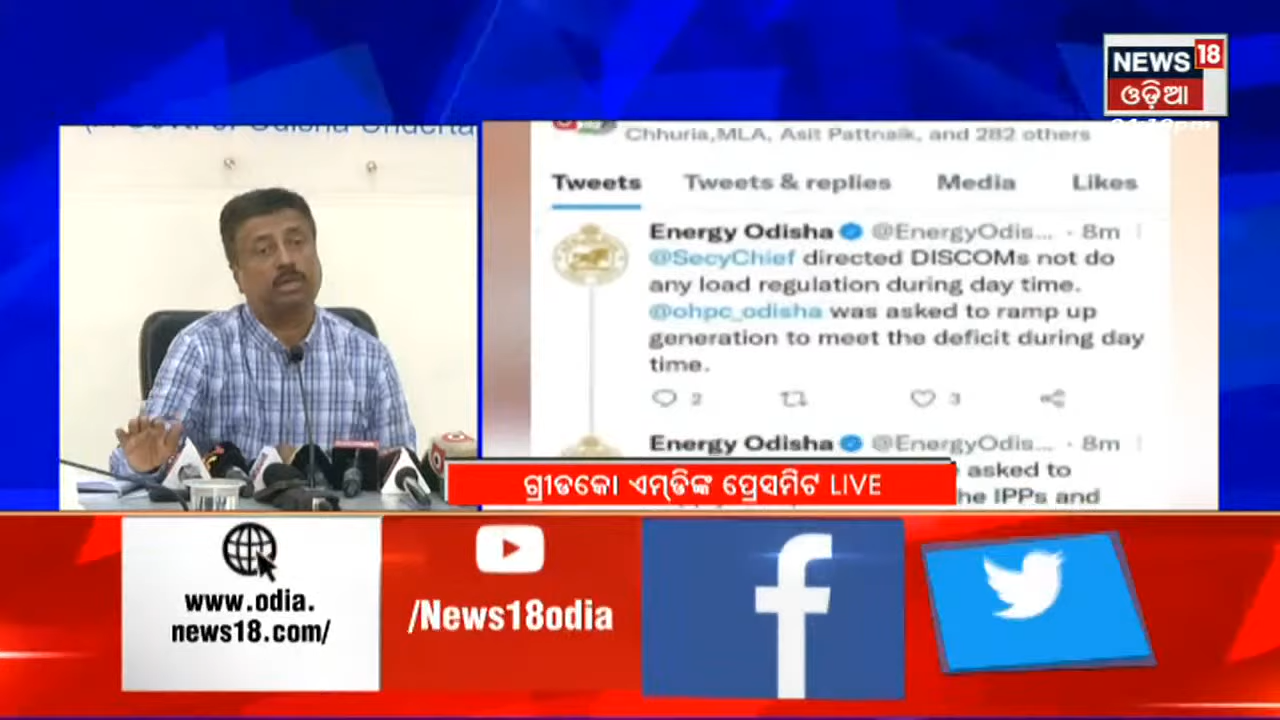 NEWS 18
ଓଡ଼ିଆ
Odisha
Chhuria,MLA, Asit Pattnaik, and 282 others
Tweets Tweets & replies Media Likes
Energy Odisha @EnergyOdis... · 8m
@SecyChief directed DISCOMs not do
any load regulation during day time.
@ohpc_odisha was asked to ramp up
generation to meet the deficit during day
time.
2 3
Energy Odisha @EnergyOdis... · 8m
asked to
he IPPs and
ଗ୍ରୀଡକୋ ଏମ୍‌ଡିଙ୍କ ପ୍ରେସମିଟ LIVE
www.odia.
news18.com/
/News18odia